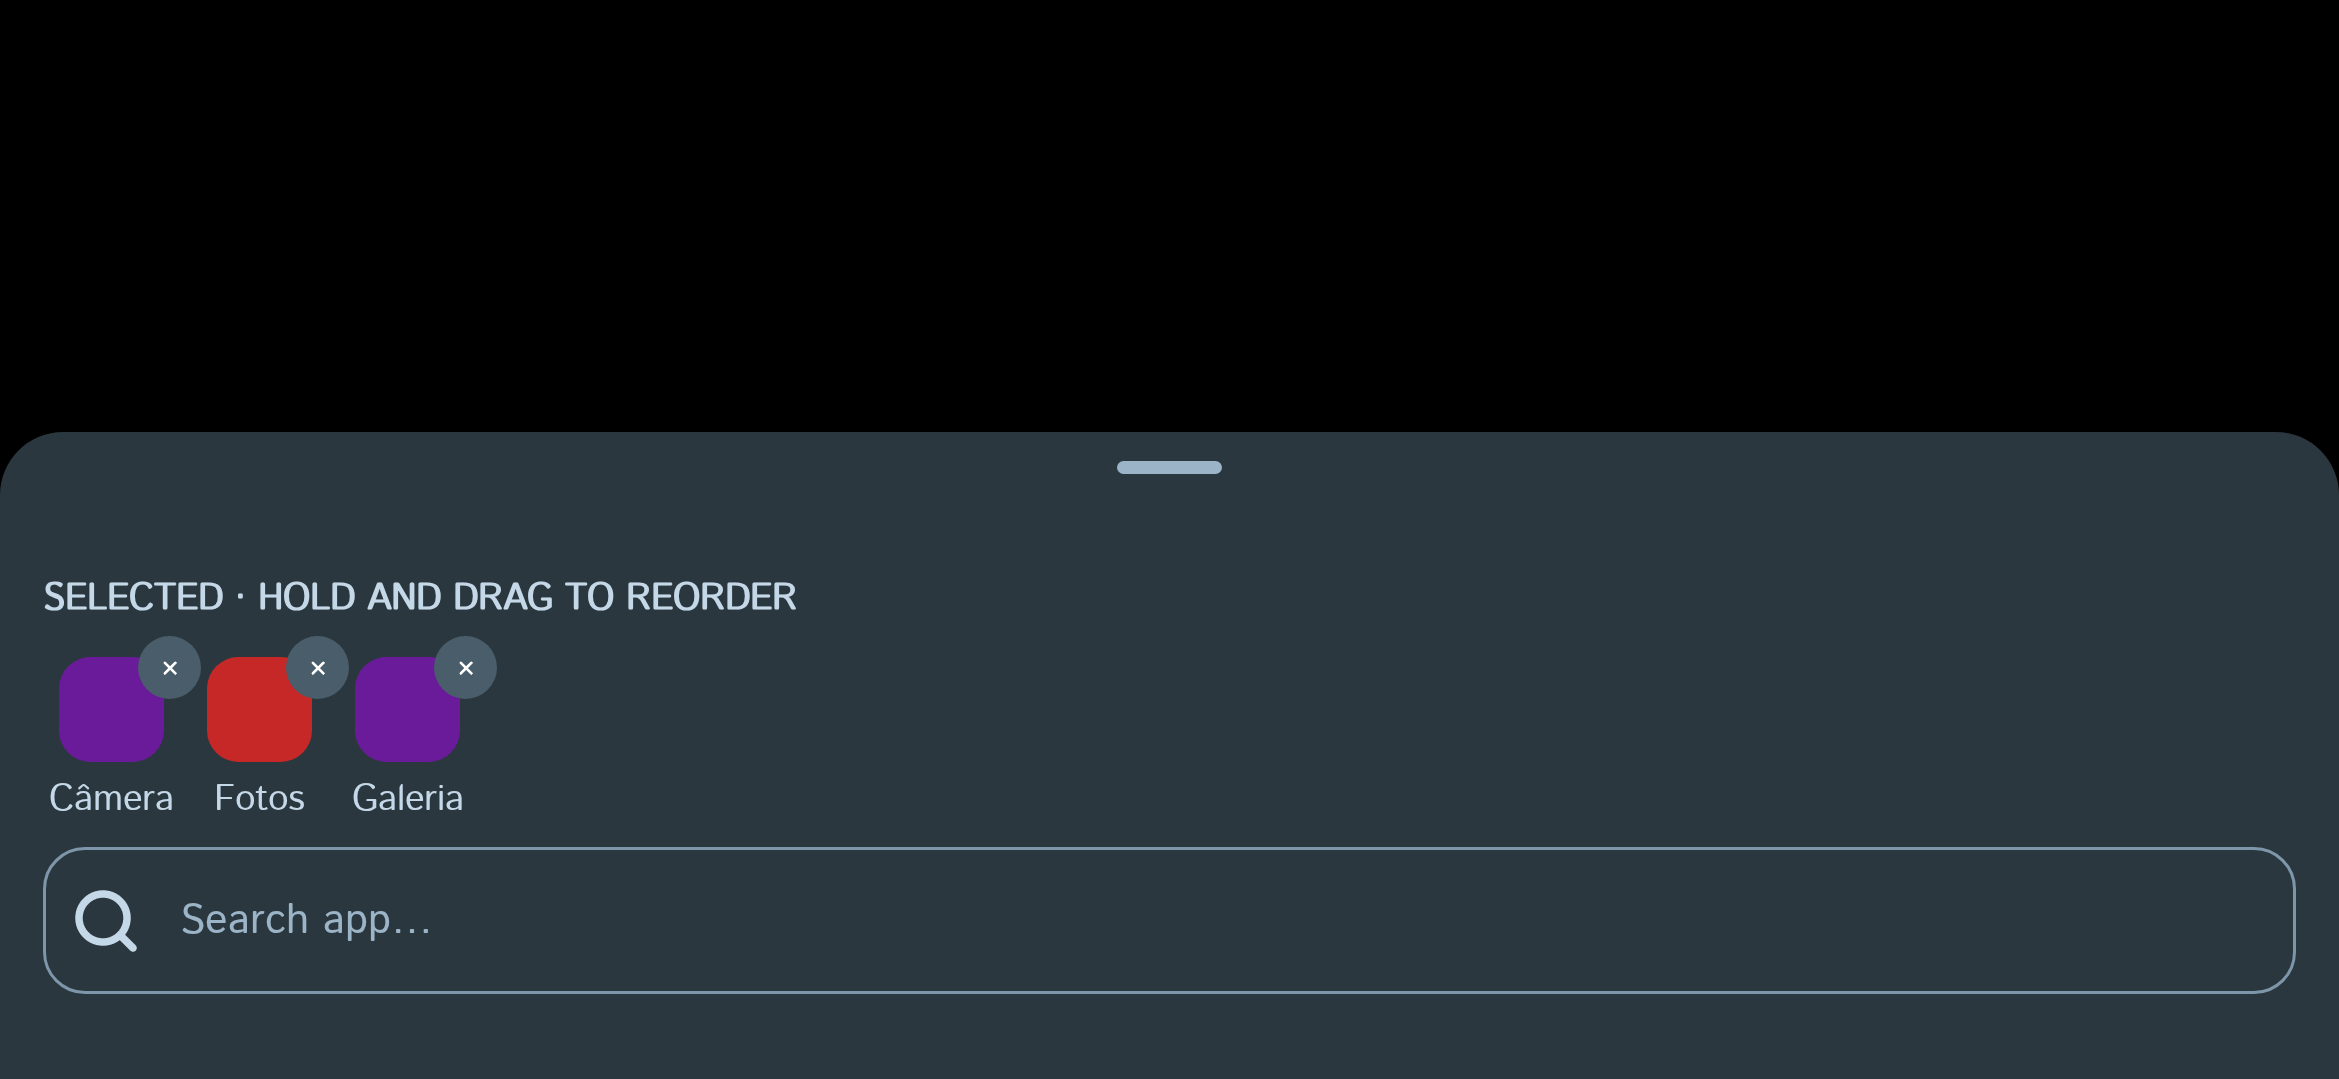 SELECTED · HOLD AND DRAG TO REORDER
Câmera Fotos Galeria
Search app...